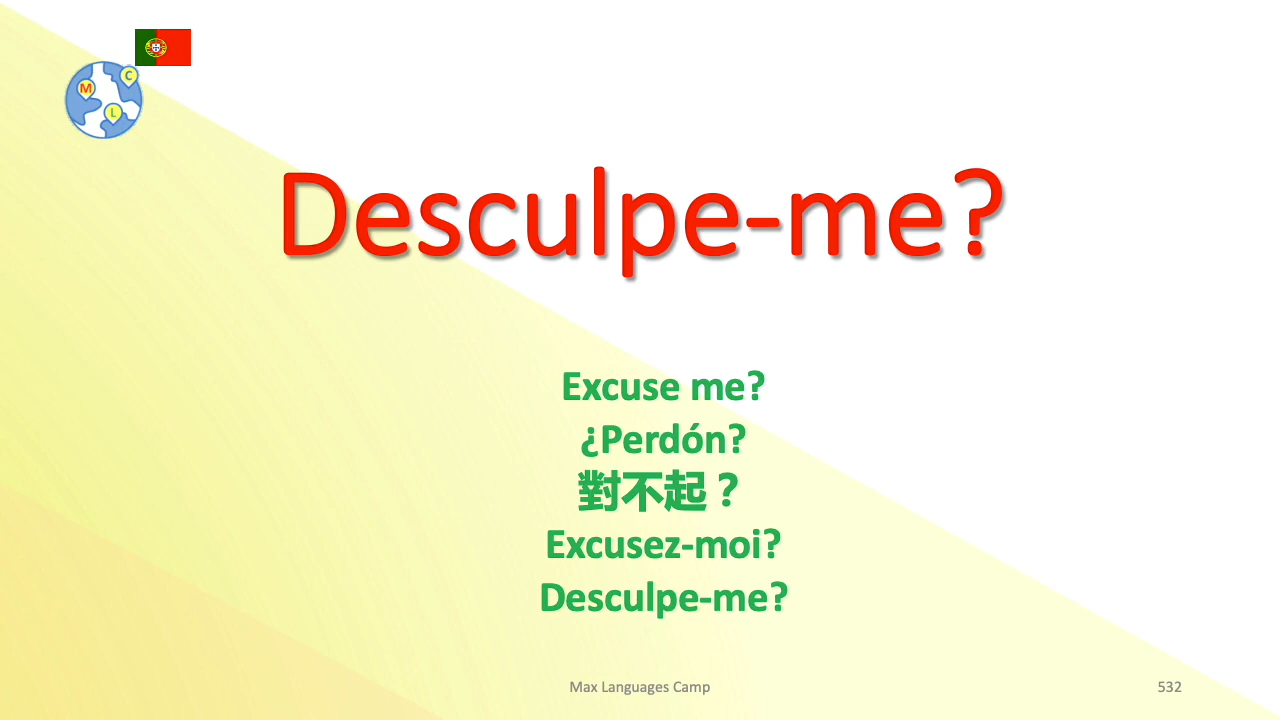 C
M
L
Desculpe-me?
Excuse me?
¿Perdón?
對不起？
Excusez-moi?
Desculpe-me?
Max Languages Camp
532